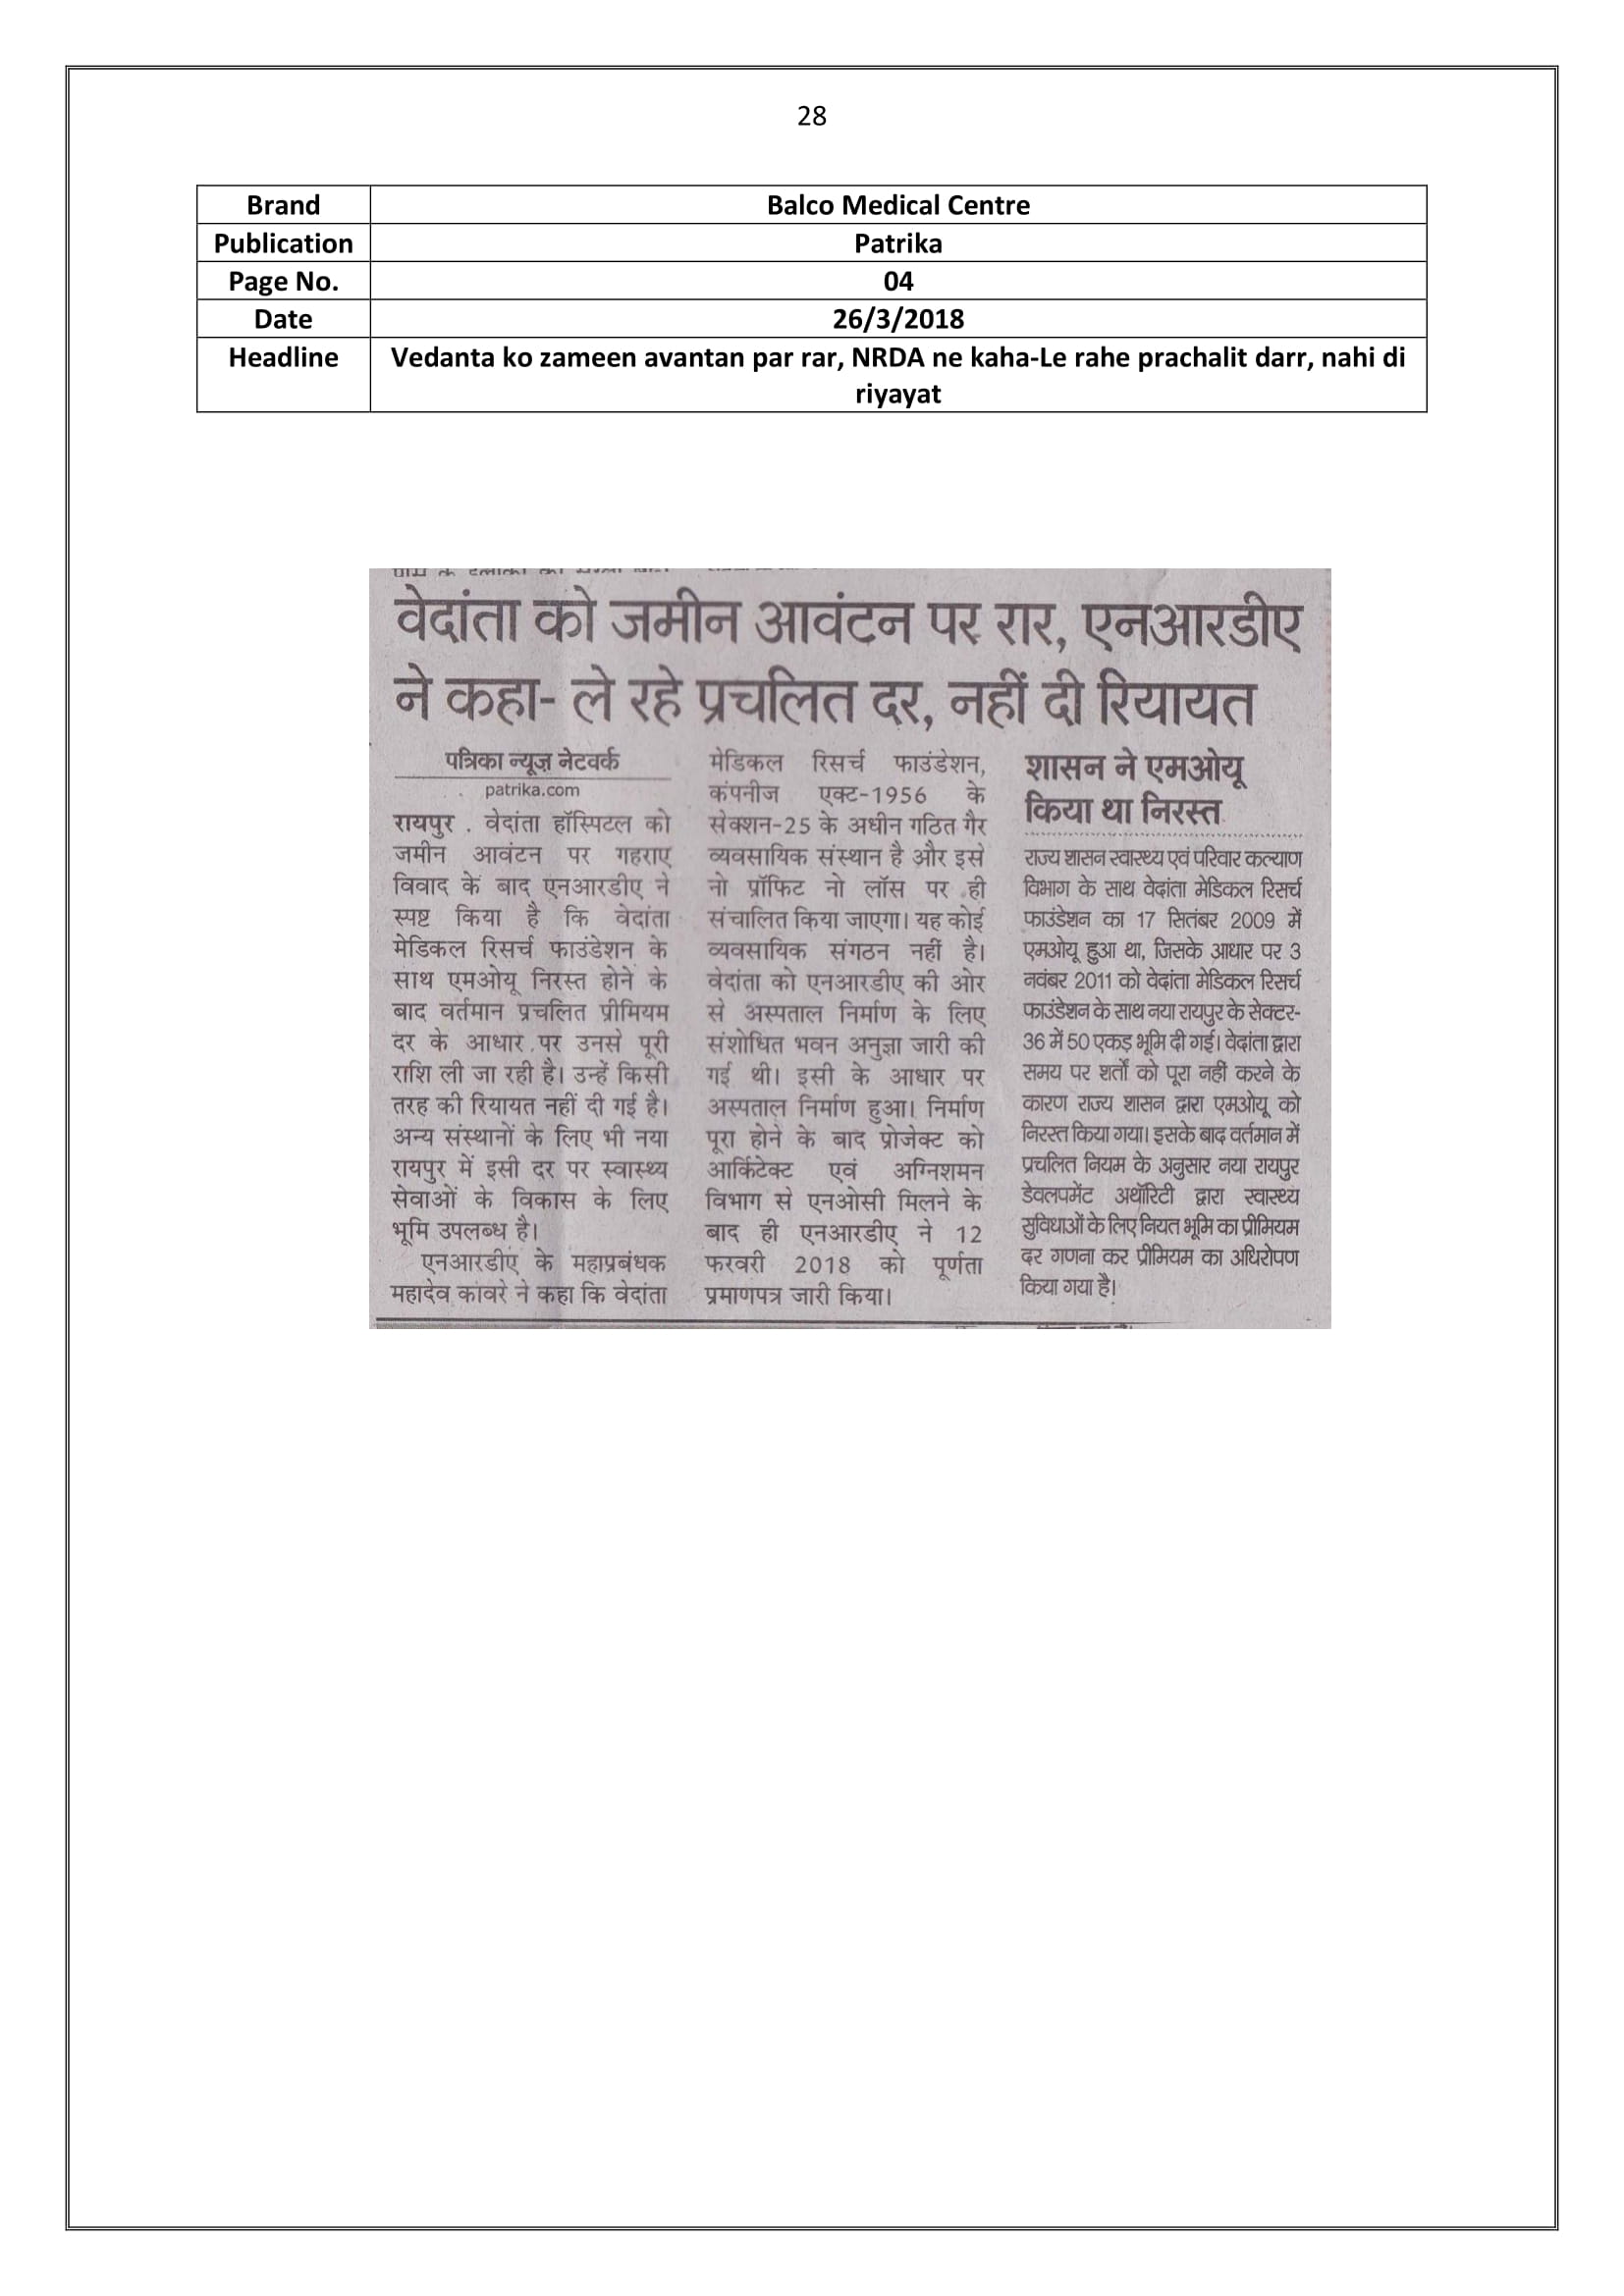 28
Brand
Balco Medical Centre
Publication
Patrika
Page No.
04
Date
26/3/2018
Headline
Vedanta ko zameen avantan par rar, NRDA ne kaha-Le rahe prachalit darr, nahi di
riyayat
वेदांता को जमीन आवंटन पर रार, एनआरडीए
ने कहा- ले रहे प्रचलित दर, नहीं दी रियायत
पत्रिका न्यूज़ नेटवर्क
patrika.com
रायपुर . वेदांता हॉस्पिटल को
जमीन आवंटन पर गहराए
विवाद के बाद एनआरडीए ने
स्पष्ट किया है कि वेदांता
मेडिकल रिसर्च फाउंडेशन के
साथ एमओयू निरस्त होने के
बाद वर्तमान प्रचलित प्रीमियम
दर के आधार पर उनसे पूरी
राशि ली जा रही है। उन्हें किसी
तरह की रियायत नहीं दी गई है।
अन्य संस्थानों के लिए भी नया
रायपुर में इसी दर पर स्वास्थ्य
सेवाओं के विकास के लिए
भूमि उपलब्ध है।
एनआरडीए के महाप्रबंधक
महादेव कावरे ने कहा कि वेदांता
मेडिकल रिसर्च फाउंडेशन,
कंपनीज एक्ट-1956 के
सेक्शन-25 के अधीन गठित गैर
व्यवसायिक संस्थान है और इसे
नो प्रॉफिट नो लॉस पर ही
संचालित किया जाएगा। यह कोई
व्यवसायिक संगठन नहीं है।
वेदांता को एनआरडीए की ओर
से अस्पताल निर्माण के लिए
संशोधित भवन अनुज्ञा जारी की
गई थी। इसी के आधार पर
अस्पताल निर्माण हुआ। निर्माण
पूरा होने के बाद प्रोजेक्ट को
आर्किटेक्ट एवं अग्निशमन
विभाग से एनओसी मिलने के
बाद ही एनआरडीए ने 12
फरवरी 2018 को पूर्णता
प्रमाणपत्र जारी किया।
शासन ने एमओयू
किया था निरस्त
राज्य शासन स्वास्थ्य एवं परिवार कल्याण
विभाग के साथ वेदांता मेडिकल रिसर्च
फाउंडेशन का 17 सितंबर 2009 में
एमओयू हुआ था, जिसके आधार पर 3
नवंबर 2011 को वेदांता मेडिकल रिसर्च
फाउंडेशन के साथ नया रायपुर के सेक्टर-
36 में 50 एकड़ भूमि दी गई। वेदांता द्वारा
समय पर शर्तों को पूरा नहीं करने के
कारण राज्य शासन द्वारा एमओयू को
निरस्त किया गया। इसके बाद वर्तमान में
प्रचलित नियम के अनुसार नया रायपुर
डेवलपमेंट अथॉरिटी द्वारा स्वास्थ्य
सुविधाओं के लिए नियत भूमि का प्रीमियम
दर गणना कर प्रीमियम का अधिरोपण
किया गया है।